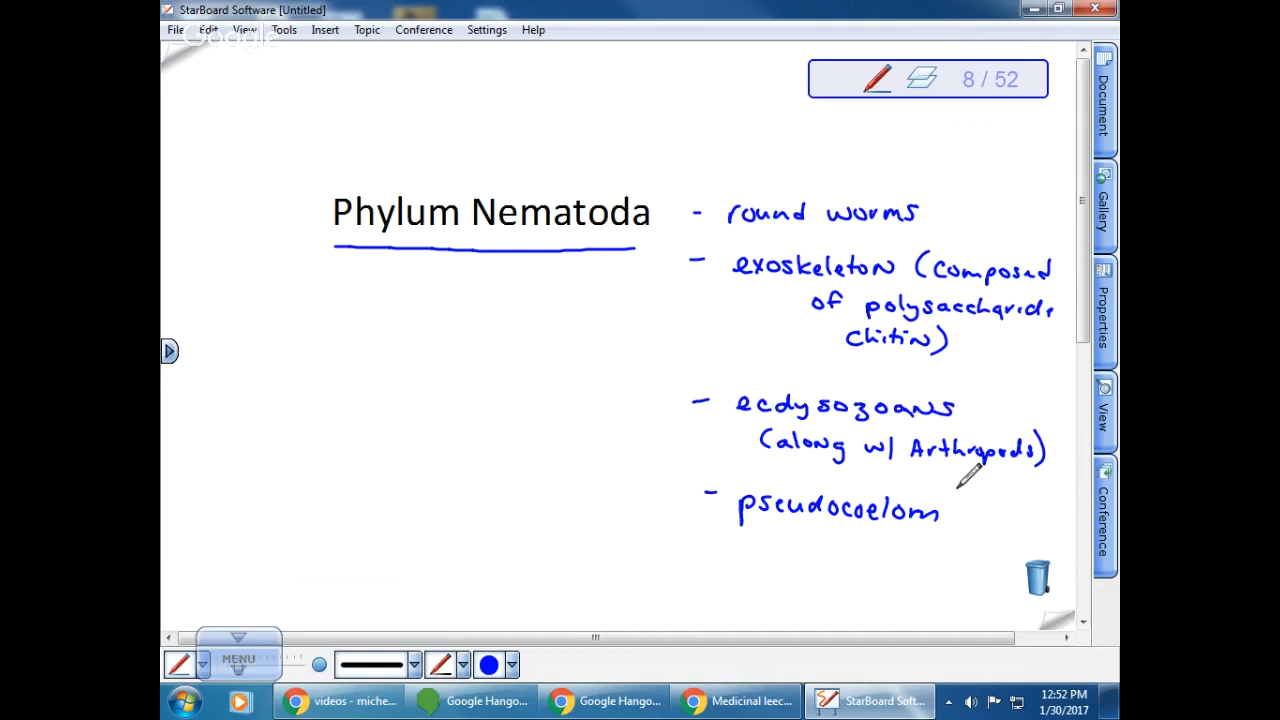 StarBoard Software [Untitled]
File Edit View Tools Insert Topic Conference Settings Help
Google
8 / 52
Document
Gallery
Properties
View
Conference
Phylum Nematoda
- round worms
- exoskeleton (composed
of polysaccharide
chitin)
- ecdysozoans
(along w/ Arthropods)
- pseudocoelom
MENU
videos - miche...
Google Hango...
Google Hango...
Medicinal leec...
StarBoard Soft...
12:52 PM
1/30/2017